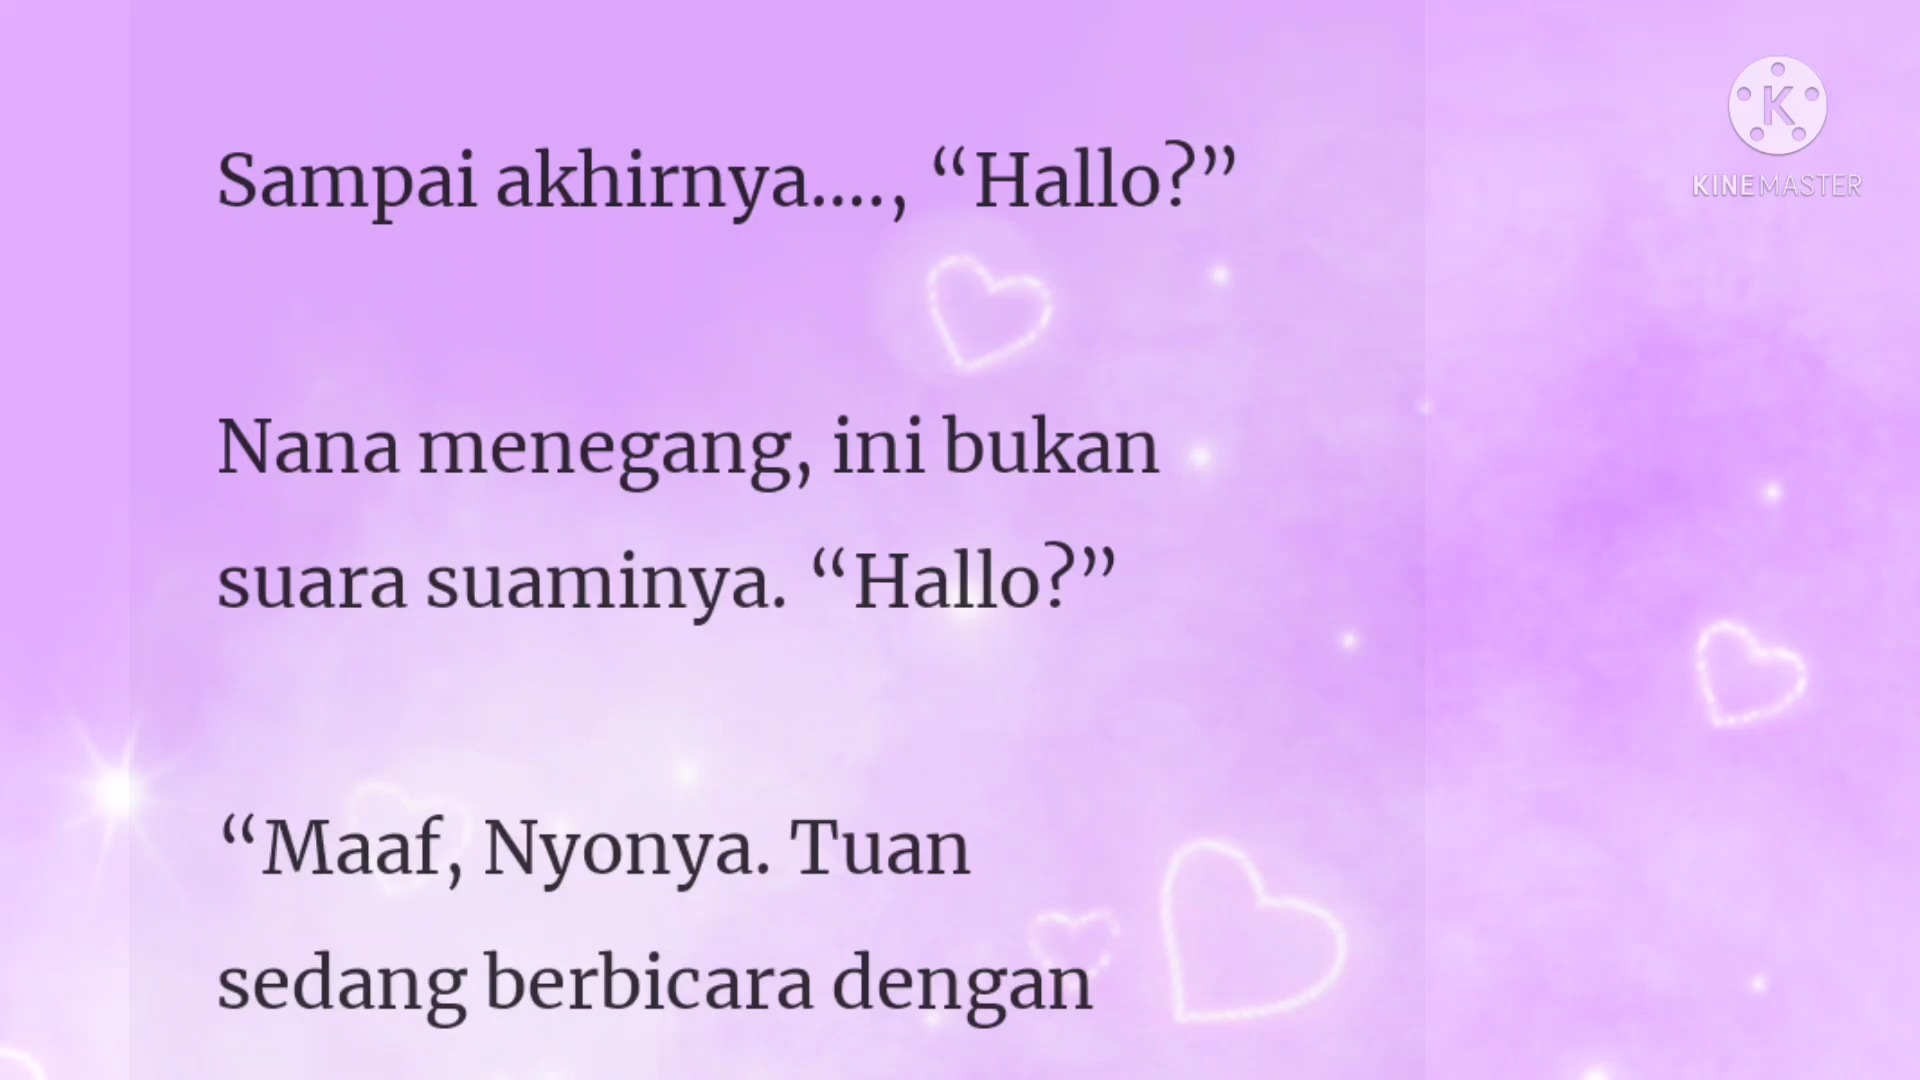 Sampai akhirnya...., “Hallo?”
KINEMASTER
Nana menegang, ini bukan
suara suaminya. “Hallo?”
“Maaf, Nyonya. Tuan
sedang berbicara dengan